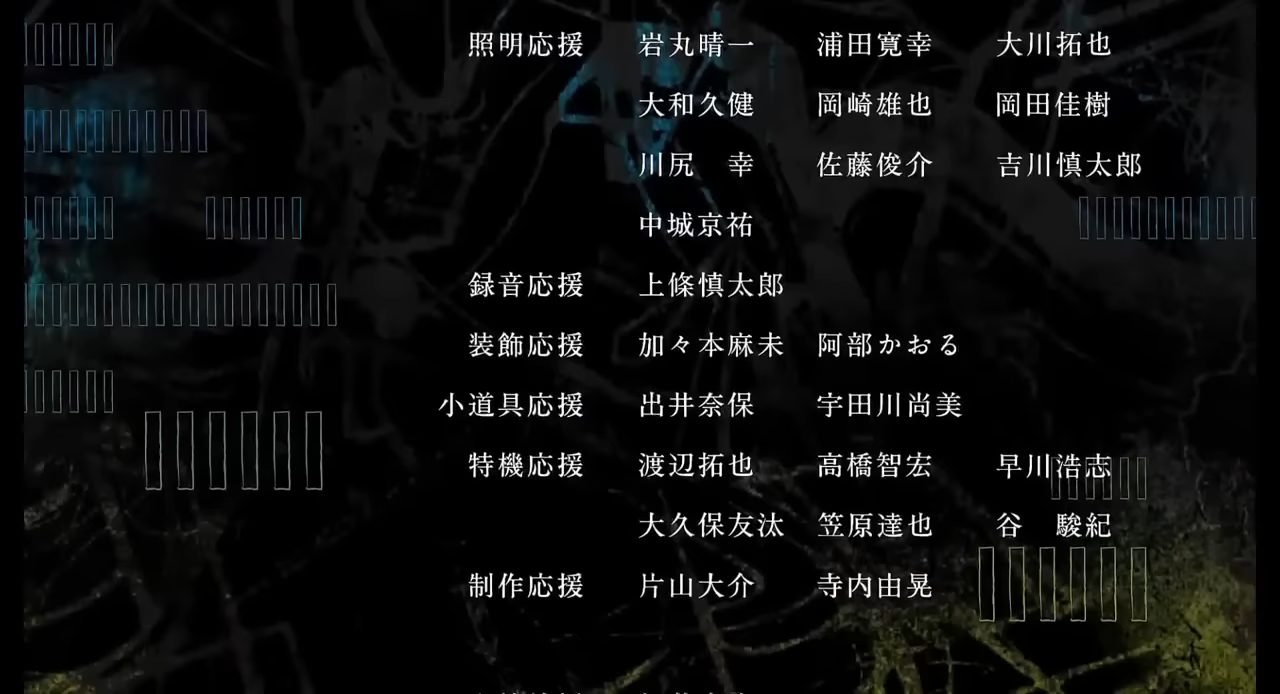 照明応援 岩丸晴一 浦田寛幸 大川拓也
大和久健 岡崎雄也 岡田佳樹
川尻　幸 佐藤俊介 吉川慎太郎
中城京祐
録音応援 上條慎太郎
装飾応援 加々本麻未 阿部かおる
小道具応援 出井奈保 宇田川尚美
特機応援 渡辺拓也 高橋智宏 早川浩志
大久保友汰 笠原達也 谷　駿紀
制作応援 片山大介 寺内由晃